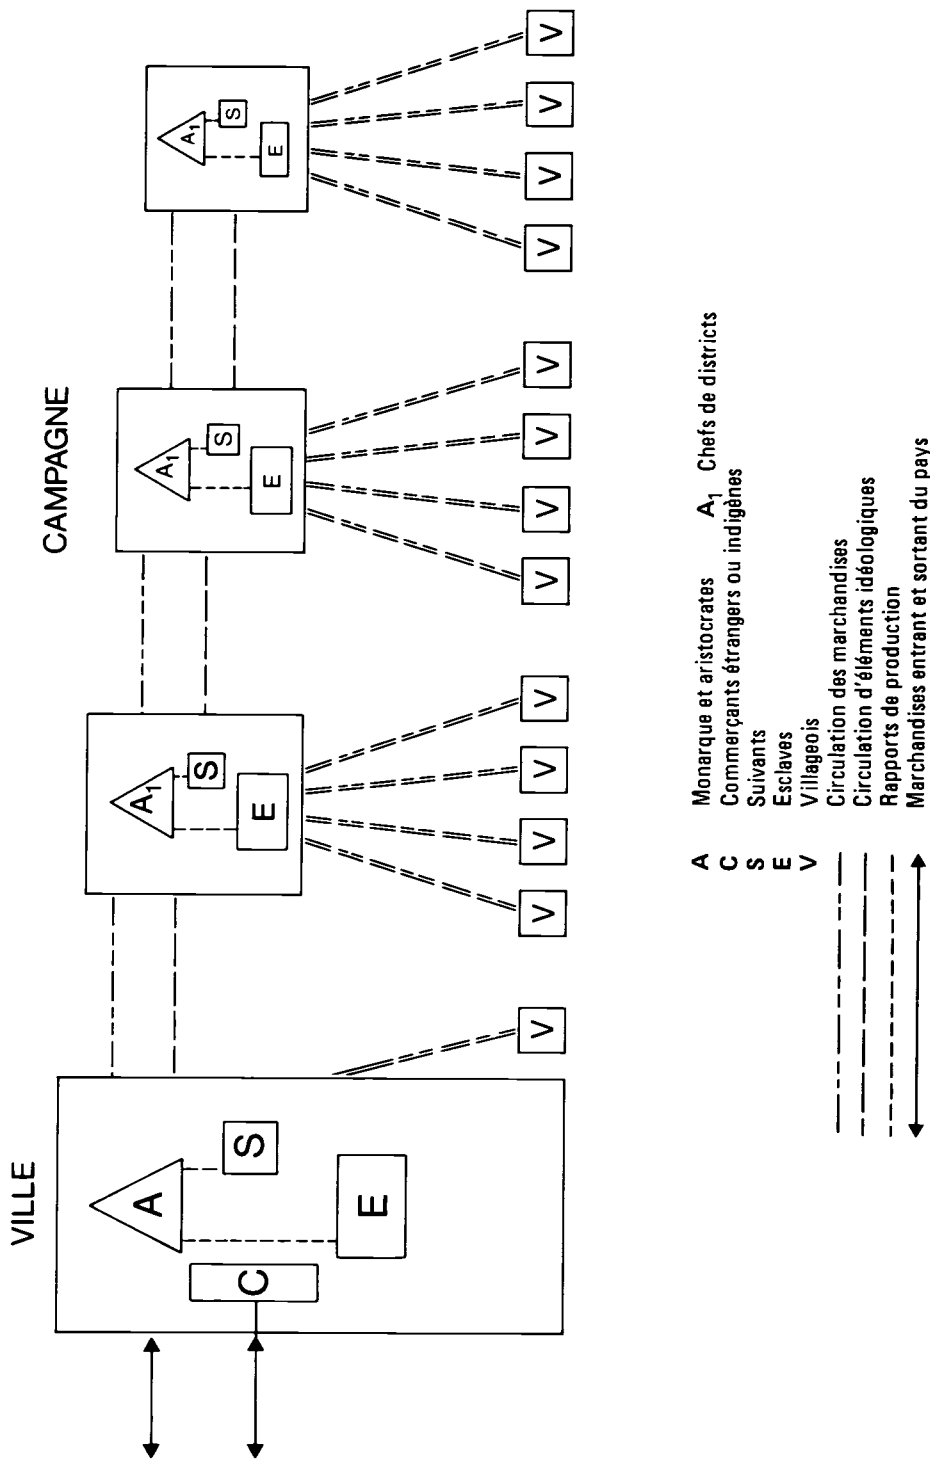 VILLE
CAMPAGNE
A
S
E
C
A1
S
E
A1
S
E
A1
S
E
V
V V V V
V V V V
V V V V
A Monarque et aristocrates A1 Chefs de districts
C Commerçants étrangers ou indigènes
S Suivants
E Esclaves
V Villageois
Circulation des marchandises
Circulation d'éléments idéologiques
Rapports de production
Marchandises entrant et sortant du pays